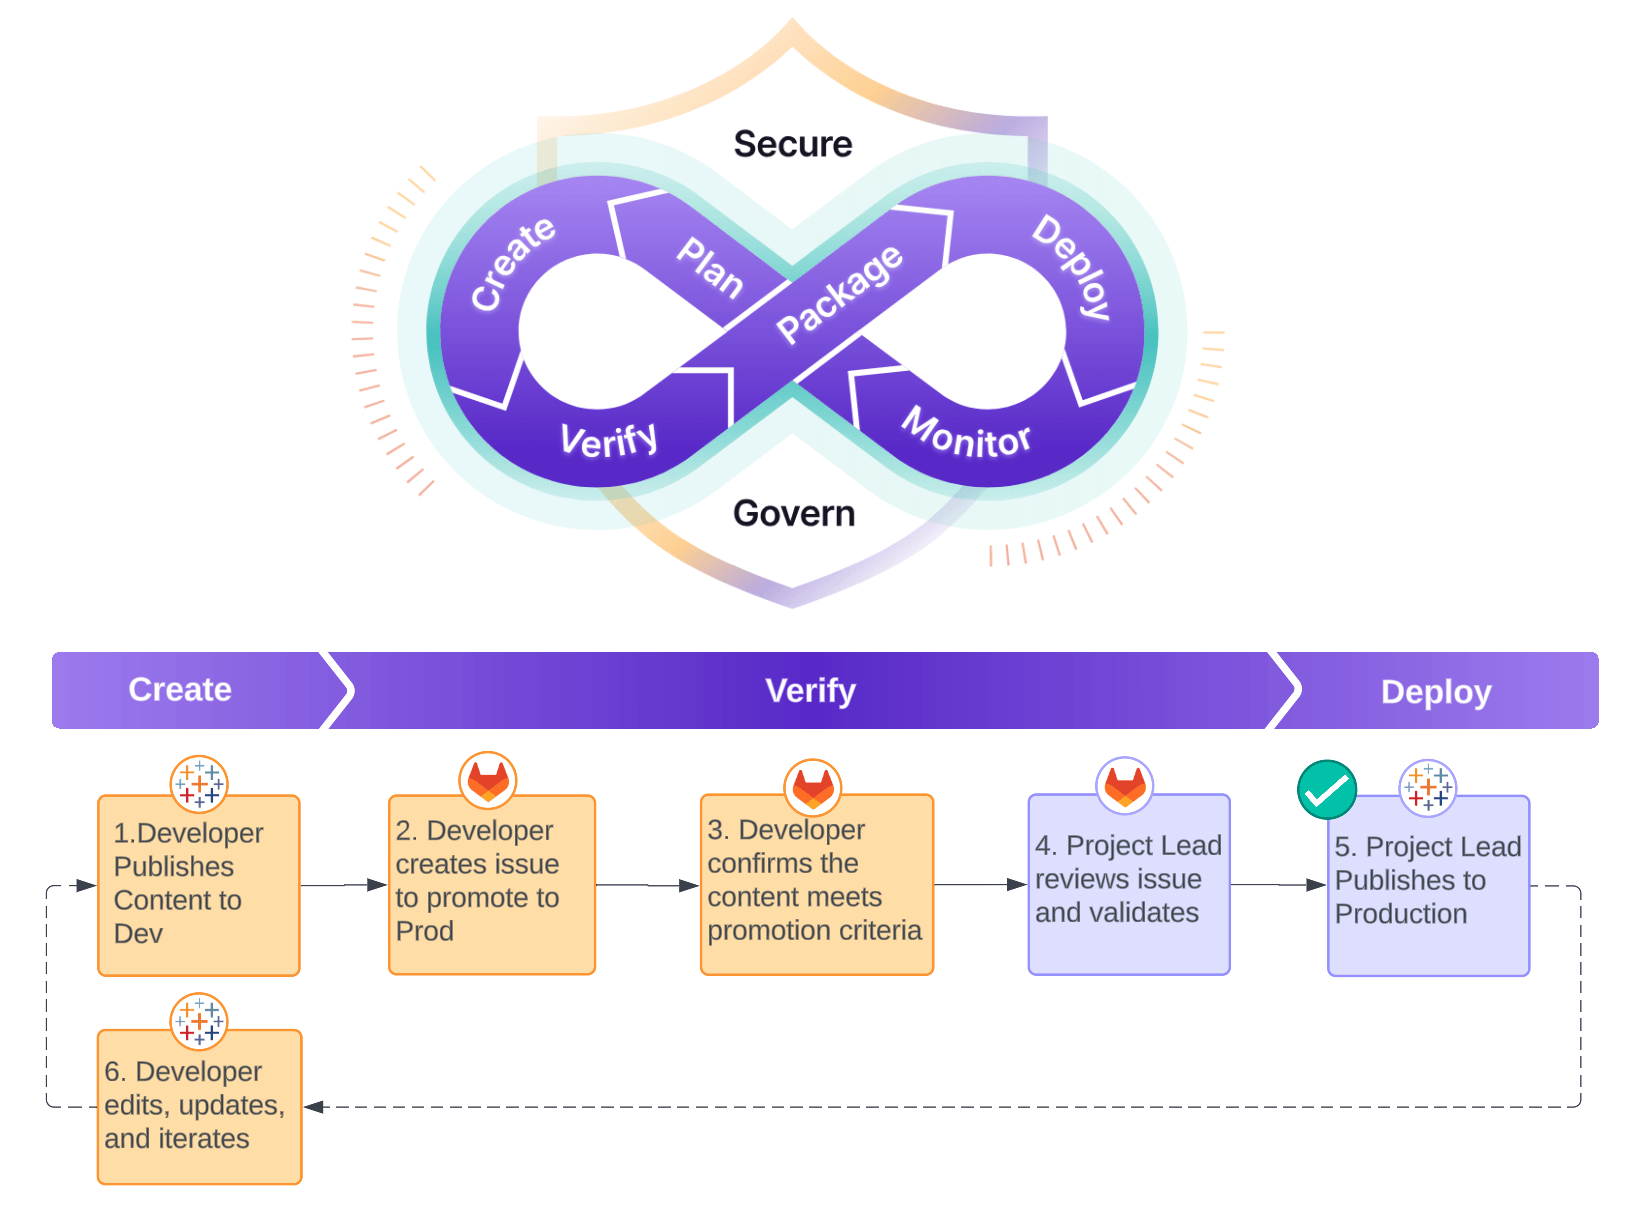 Secure
Create
Plan
Package
Deploy
Verify
Monitor
Govern
Create
Verify
Deploy
1.Developer
Publishes
Content to
Dev
2. Developer
creates issue
to promote to
Prod
3. Developer
confirms the
content meets
promotion criteria
4. Project Lead
reviews issue
and validates
5. Project Lead
Publishes to
Production
6. Developer
edits, updates,
and iterates